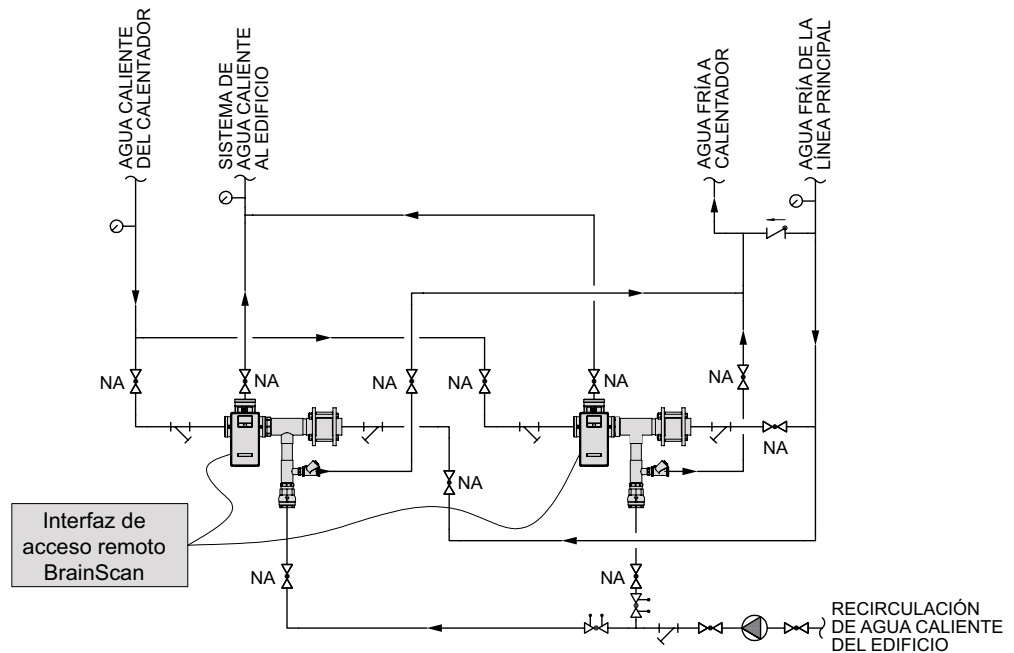 AGUA CALIENTE
DEL CALENTADOR
SISTEMA DE
AGUA CALIENTE
AL EDIFICIO
AGUA FRÍA A
CALENTADOR
AGUA FRÍA DE LA
LÍNEA PRINCIPAL
NA
NA
NA
NA
NA
NA
NA
NA
Interfaz de
acceso remoto
BrainScan
NA
NA
RECIRCULACIÓN
DE AGUA CALIENTE
DEL EDIFICIO